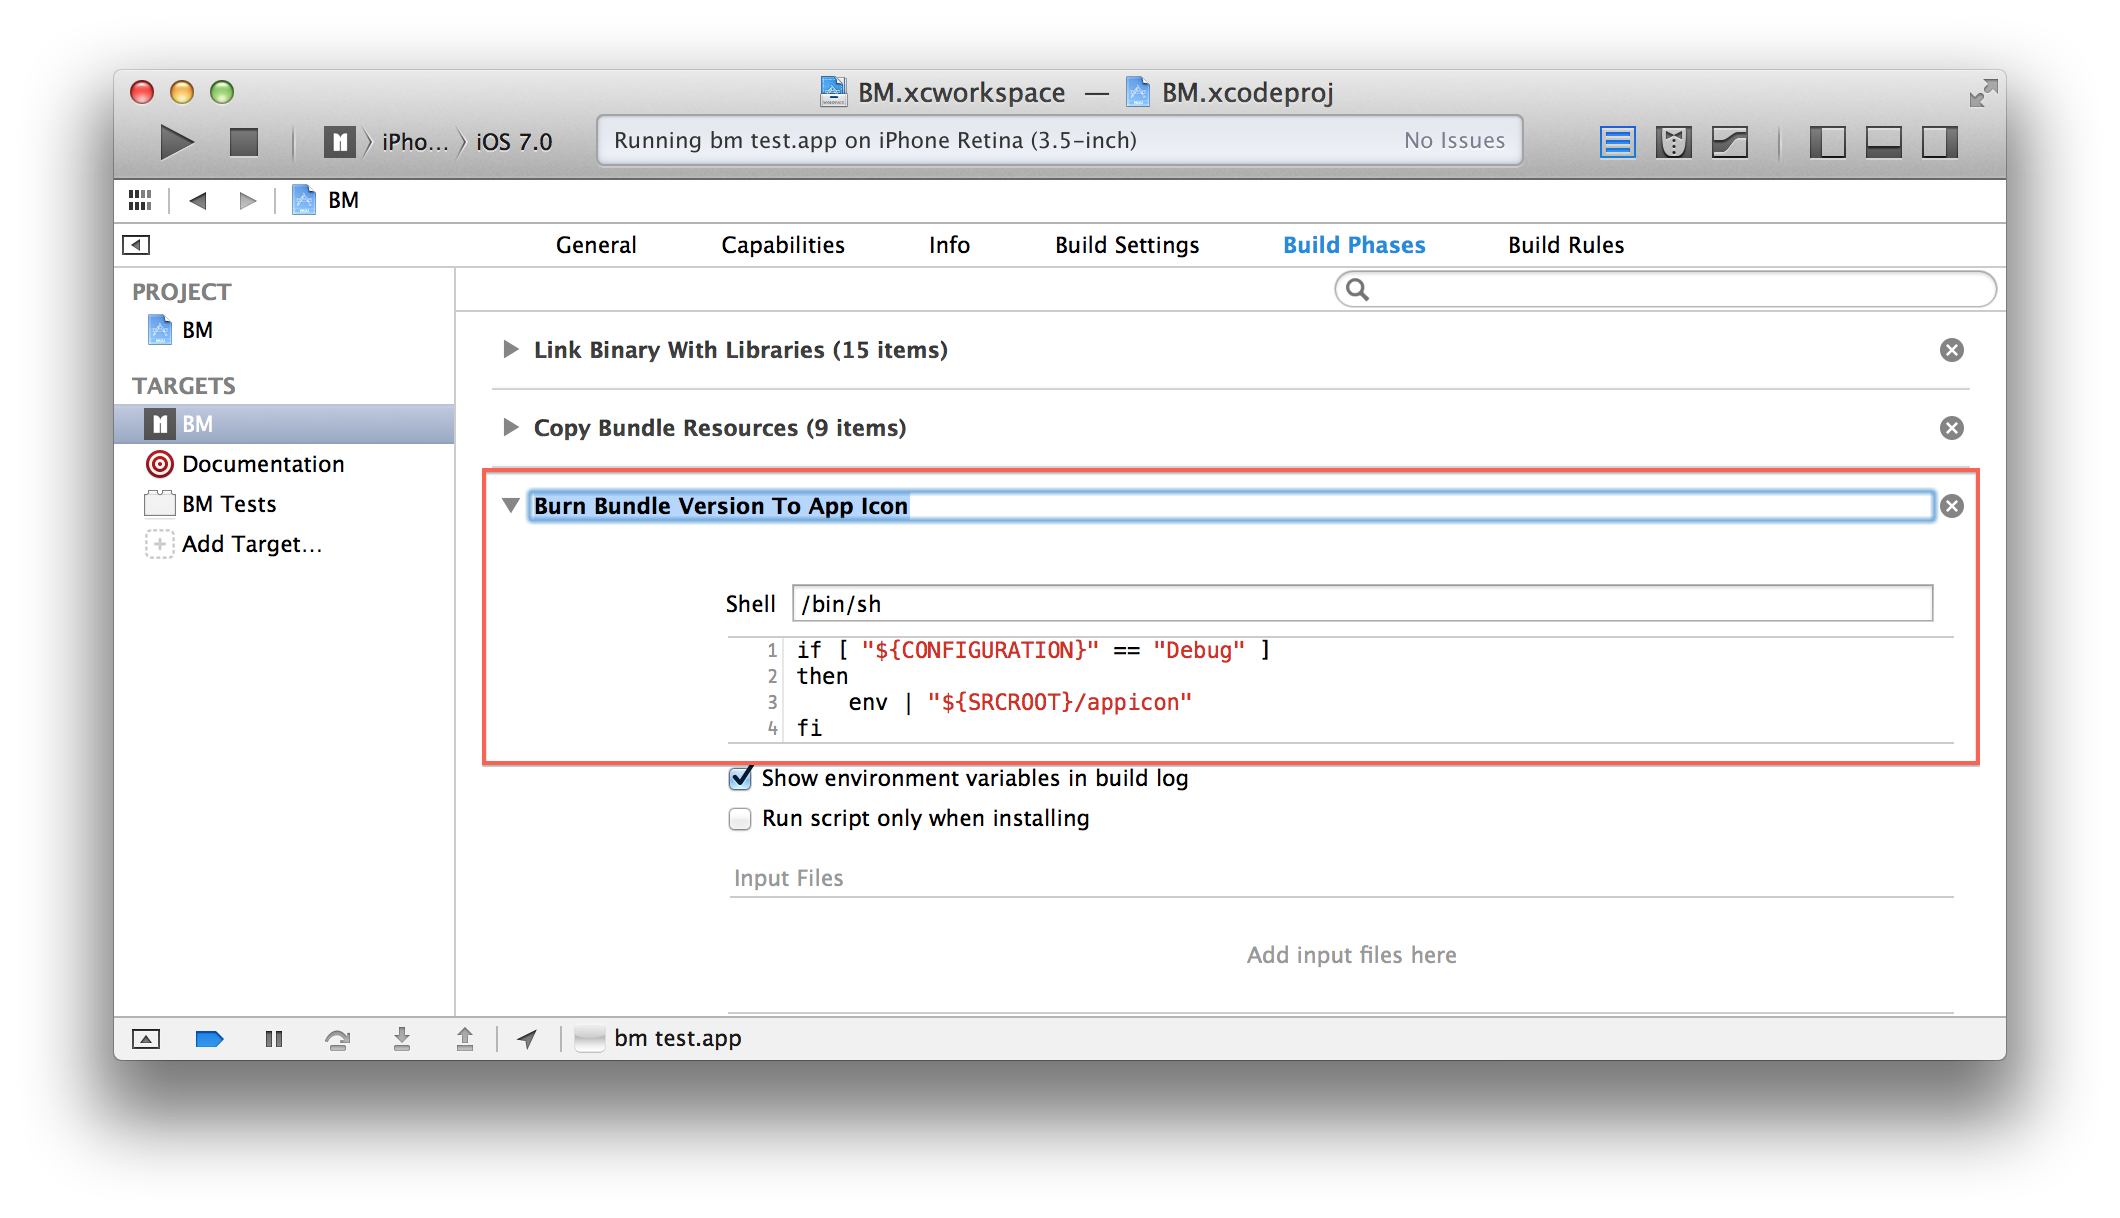 BM.xcworkspace — BM.xcodeproj
iPho... iOS 7.0
Running bm test.app on iPhone Retina (3.5-inch) No Issues
BM
General Capabilities Info Build Settings Build Phases Build Rules
PROJECT
BM
TARGETS
BM
Documentation
BM Tests
Add Target...
Link Binary With Libraries (15 items)
Copy Bundle Resources (9 items)
Burn Bundle Version To App Icon
Shell /bin/sh
1 if [ "${CONFIGURATION}" == "Debug" ]
2 then
3     env | "${SRCROOT}/appicon"
4 fi
Show environment variables in build log
Run script only when installing
Input Files
Add input files here
bm test.app